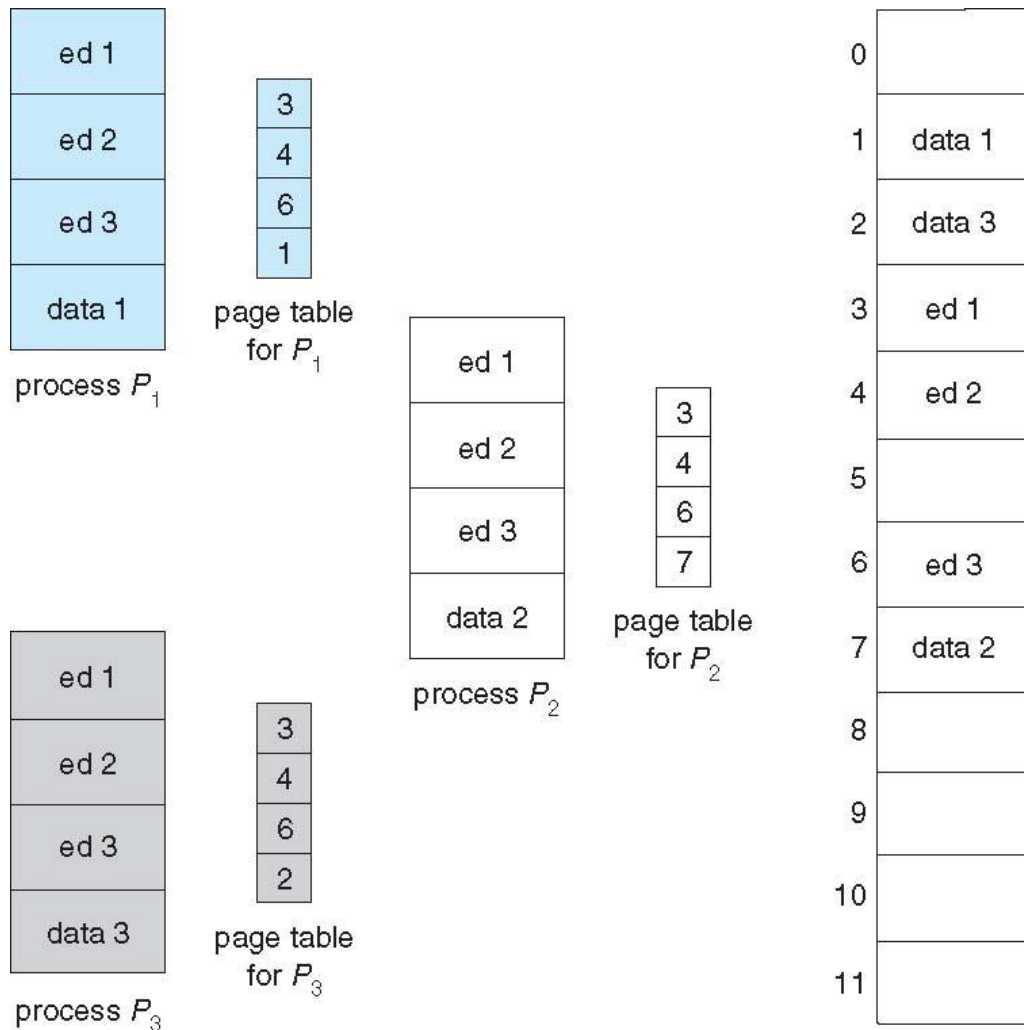 ed 1
ed 2
ed 3
data 1
process P₁
3
4
6
1
page table
for P₁
ed 1
ed 2
ed 3
data 2
process P₂
3
4
6
7
page table
for P₂
ed 1
ed 2
ed 3
data 3
process P₃
3
4
6
2
page table
for P₃
0
1 data 1
2 data 3
3 ed 1
4 ed 2
5
6 ed 3
7 data 2
8
9
10
11